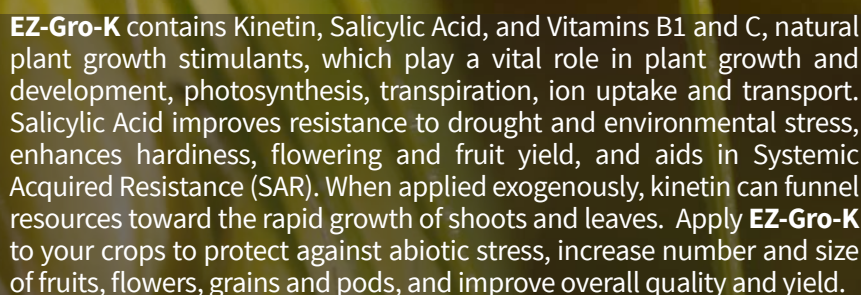 EZ-Gro-K contains Kinetin, Salicylic Acid, and Vitamins B1 and C, natural
plant growth stimulants, which play a vital role in plant growth and
development, photosynthesis, transpiration, ion uptake and transport.
Salicylic Acid improves resistance to drought and environmental stress,
enhances hardiness, flowering and fruit yield, and aids in Systemic
Acquired Resistance (SAR). When applied exogenously, kinetin can funnel
resources toward the rapid growth of shoots and leaves. Apply EZ-Gro-K
to your crops to protect against abiotic stress, increase number and size
of fruits, flowers, grains and pods, and improve overall quality and yield.